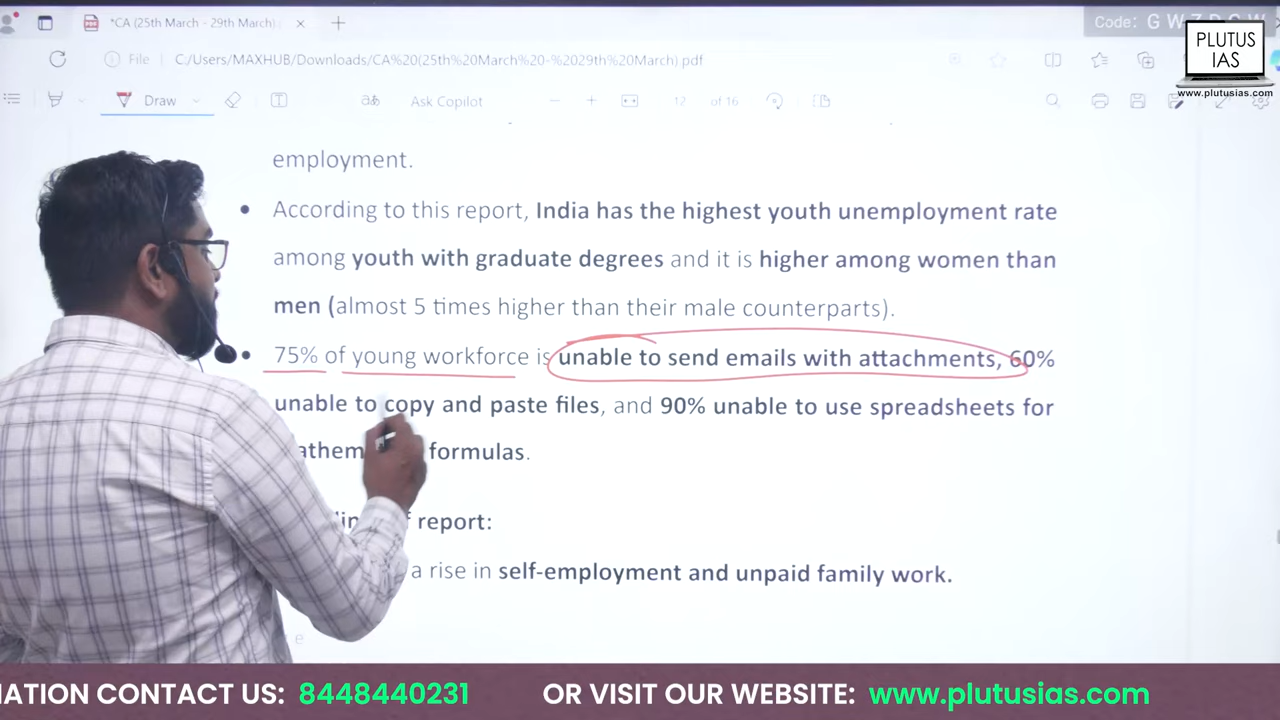 *CA (25th March - 29th March)
Code: G W Z D G W
PLUTUS
IAS
www.plutusias.com
File C:/Users/MAXHUB/Downloads/CA%20(25th%20March%20-%2029th%20March).pdf
Draw Ask Copilot 12 of 16
employment.
• According to this report, India has the highest youth unemployment rate
among youth with graduate degrees and it is higher among women than
men (almost 5 times higher than their male counterparts).
• 75% of young workforce is unable to send emails with attachments, 60%
unable to copy and paste files, and 90% unable to use spreadsheets for
athem formulas.
report:
a rise in self-employment and unpaid family work.
MATION CONTACT US: 8448440231 OR VISIT OUR WEBSITE: www.plutusias.com